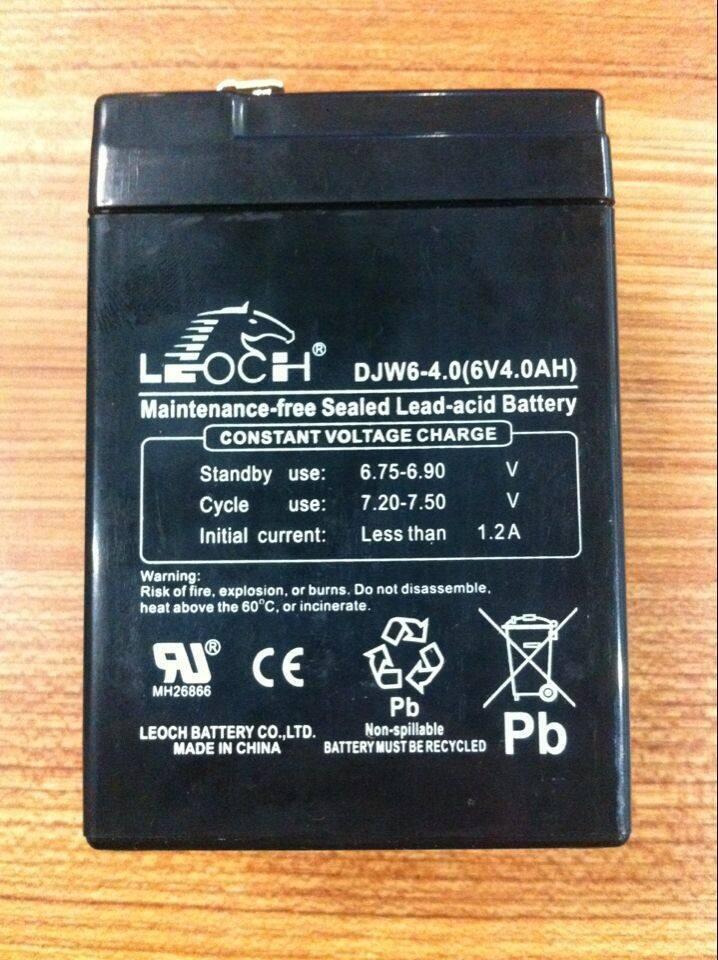 LEOCH® DJW6-4.0(6V4.0AH)
Maintenance-free Sealed Lead-acid Battery
CONSTANT VOLTAGE CHARGE
Standby use: 6.75-6.90 V
Cycle use: 7.20-7.50 V
Initial current: Less than 1.2A
Warning:
Risk of fire, explosion, or burns. Do not disassemble,
heat above the 60°C, or incinerate.
RU® CE
MH26866
Pb
Pb
LEOCH BATTERY CO.,LTD. Non-spillable
MADE IN CHINA BATTERY MUST BE RECYCLED